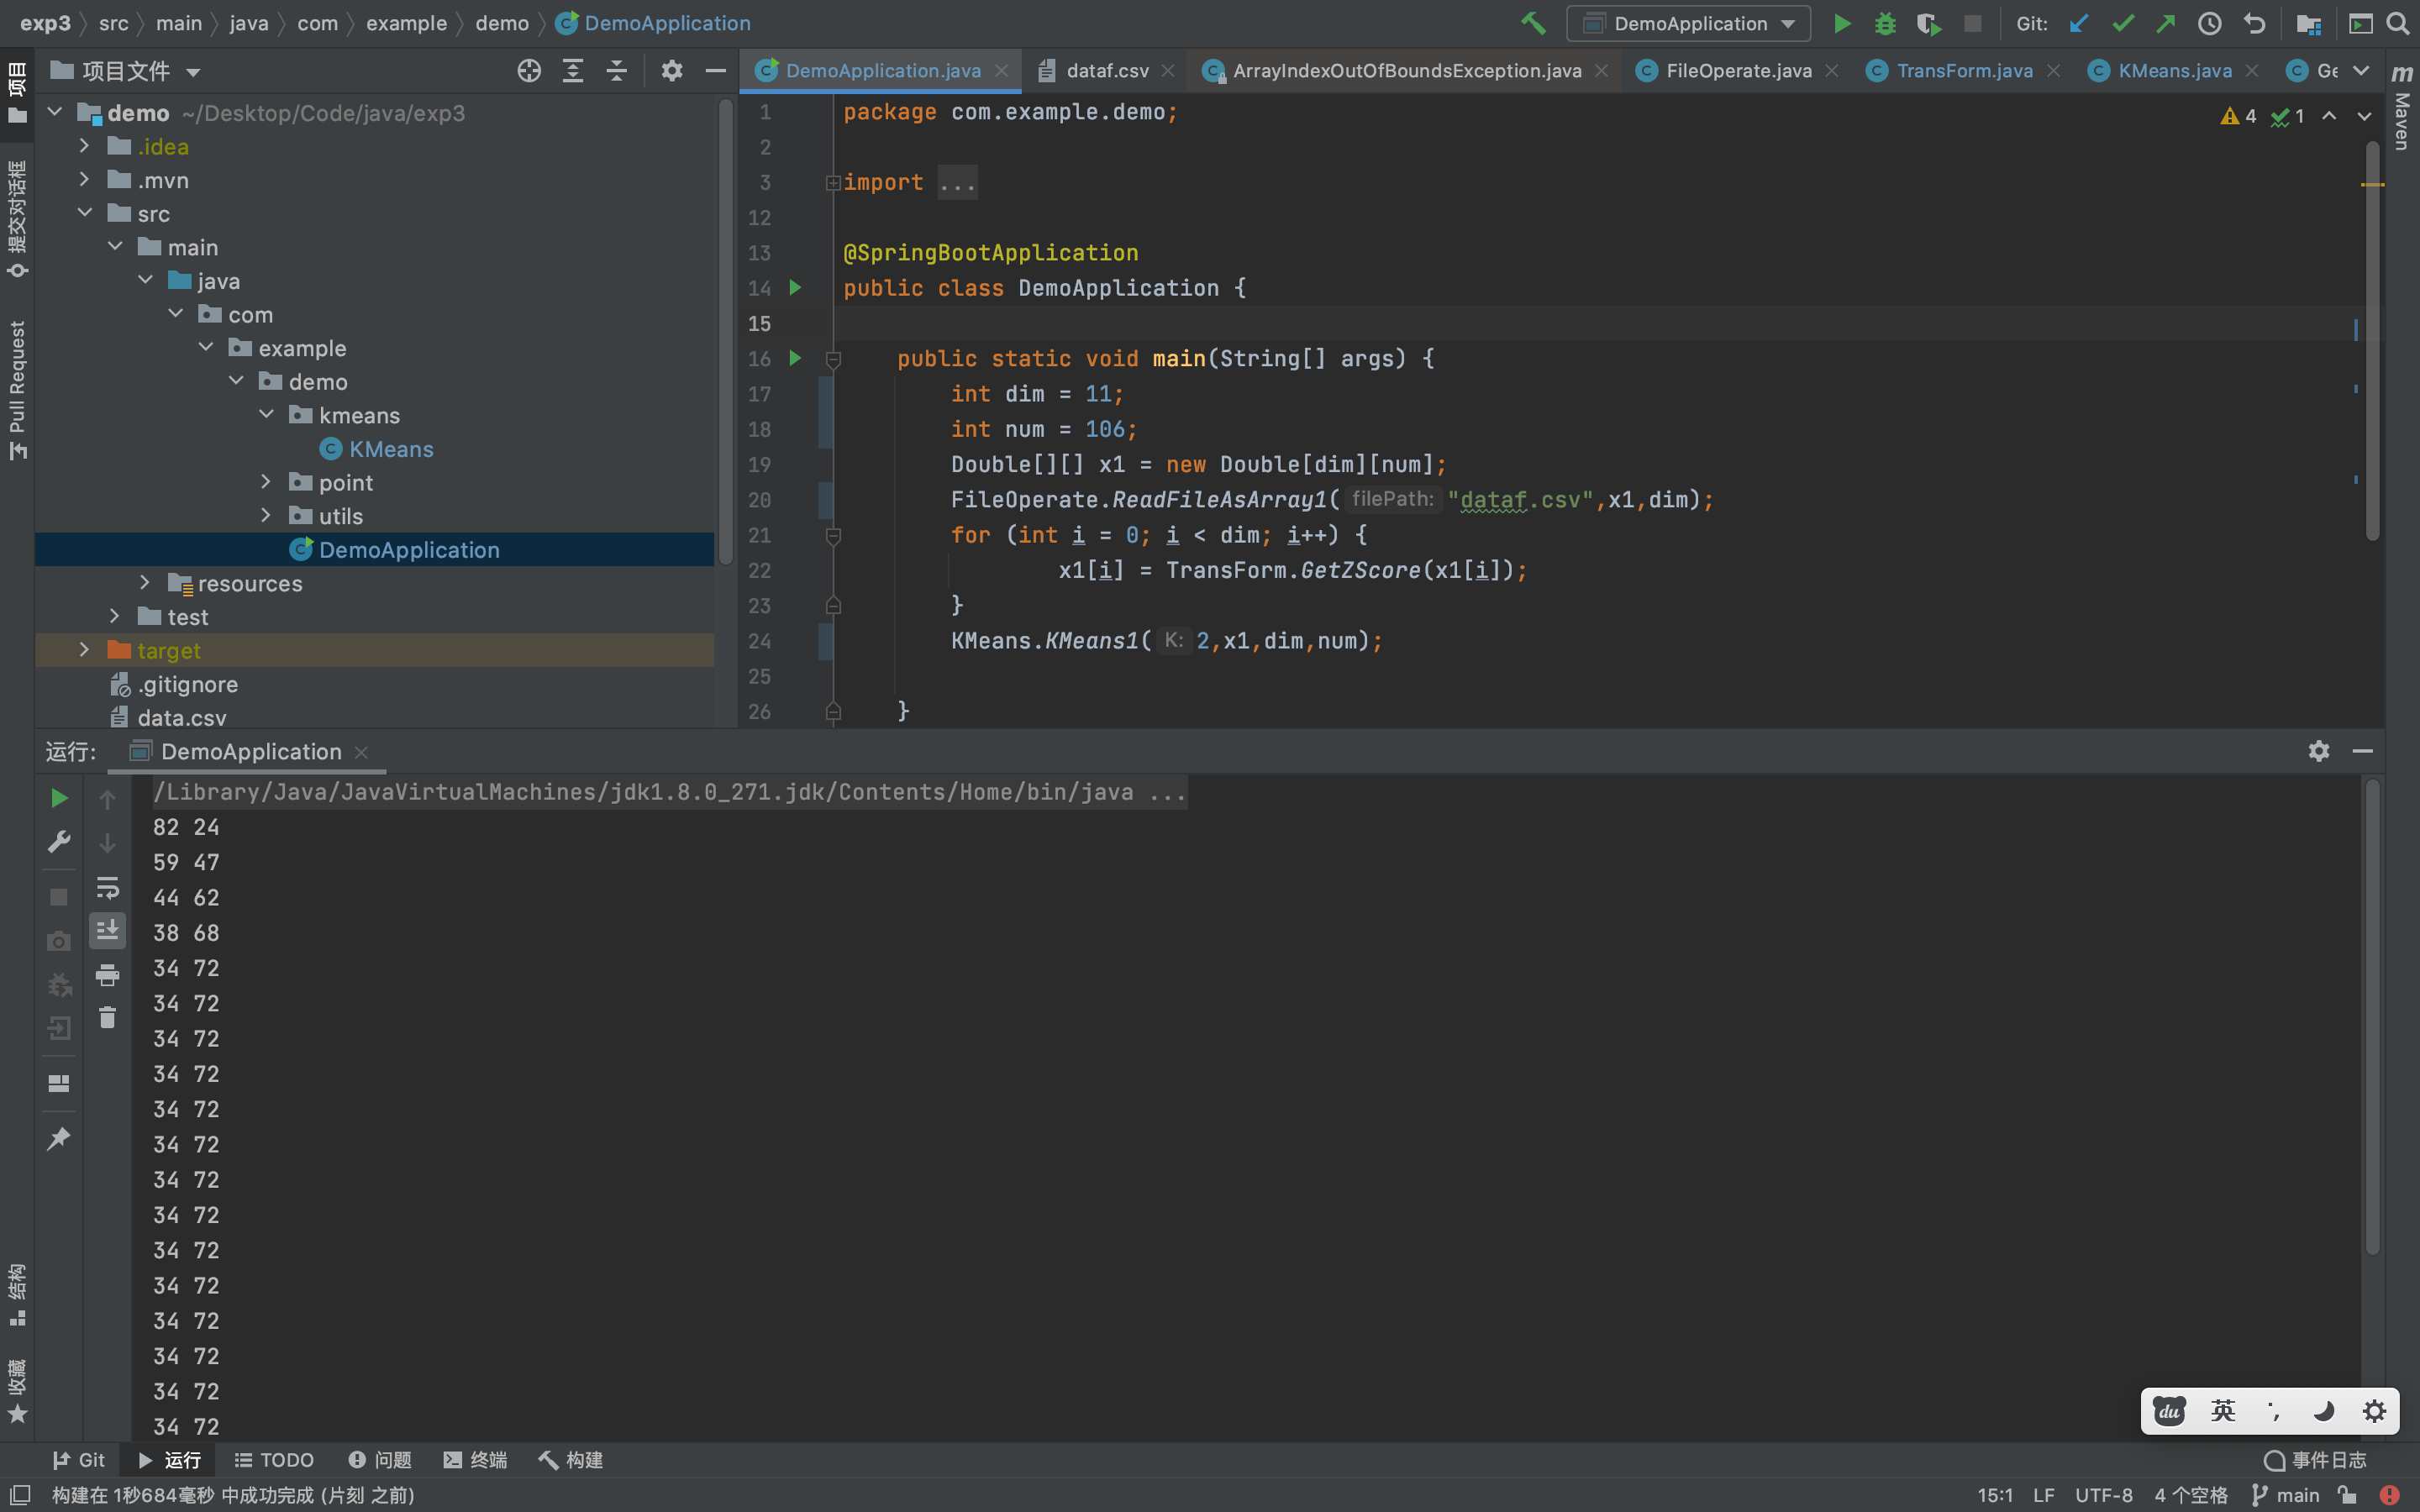 exp3 src main java com example demo DemoApplication
DemoApplication Git:
项目文件
DemoApplication.java dataf.csv ArrayIndexOutOfBoundsException.java FileOperate.java TransForm.java KMeans.java Ge
项目
提交对话框
Pull Request
结构
收藏
m Maven
demo ~/Desktop/Code/java/exp3
.idea
.mvn
src
main
java
com
example
demo
kmeans
KMeans
point
utils
DemoApplication
resources
test
target
.gitignore
data.csv
4 1
1 package com.example.demo;
2
3 import ...
12
13 @SpringBootApplication
14 public class DemoApplication {
15
16 public static void main(String[] args) {
17 int dim = 11;
18 int num = 106;
19 Double[][] x1 = new Double[dim][num];
20 FileOperate.ReadFileAsArray1( filePath: "dataf.csv",x1,dim);
21 for (int i = 0; i < dim; i++) {
22 x1[i] = TransForm.GetZScore(x1[i]);
23 }
24 KMeans.KMeans1( K: 2,x1,dim,num);
25
26 }
运行: DemoApplication
/Library/Java/JavaVirtualMachines/jdk1.8.0_271.jdk/Contents/Home/bin/java ...
82 24
59 47
44 62
38 68
34 72
34 72
34 72
34 72
34 72
34 72
34 72
34 72
34 72
34 72
34 72
34 72
34 72
34 72
du 英 ’,
Git 运行 TODO 问题 终端 构建 事件日志
构建在 1秒684毫秒 中成功完成 (片刻 之前) 15:1 LF UTF-8 4 个空格 main